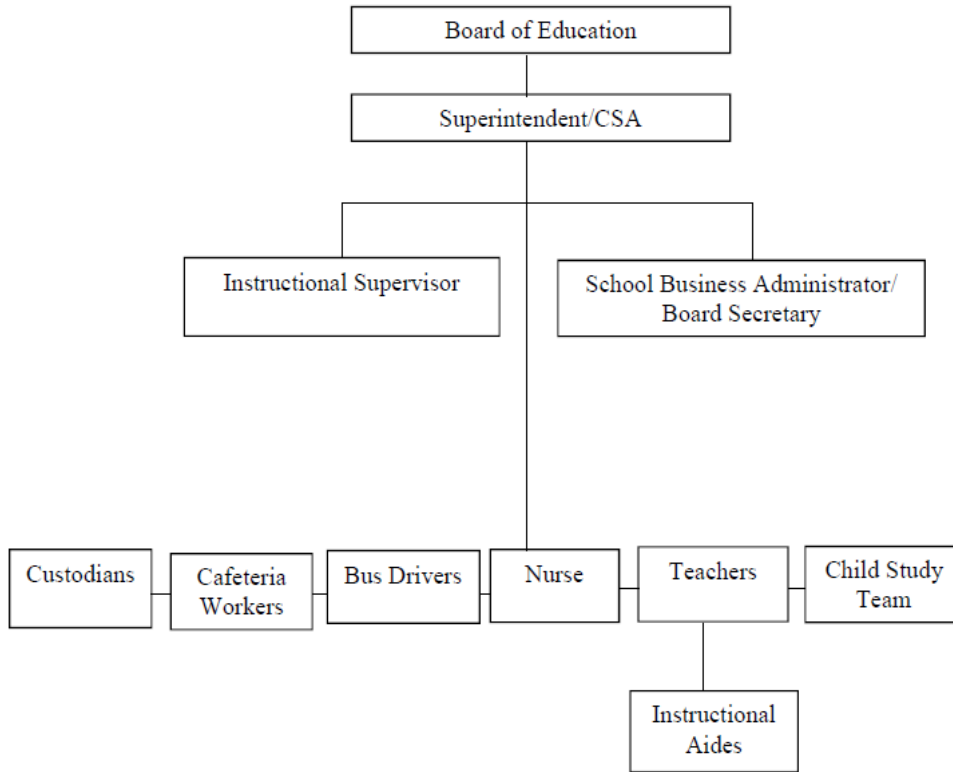 Board of Education
Superintendent/CSA
Instructional Supervisor
School Business Administrator/
Board Secretary
Custodians
Cafeteria
Workers
Bus Drivers
Nurse
Teachers
Child Study
Team
Instructional
Aides